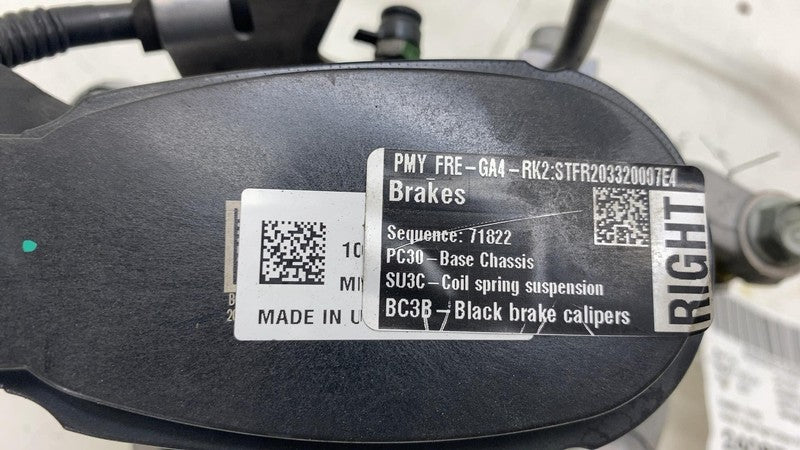 PMY FRE-GA4-RK2:STFR203320007E4
Brakes
Sequence: 71822
PC30-Base Chassis
SU3C-Coil spring suspension
BC3B-Black brake calipers
RIGHT
10
MADE IN U